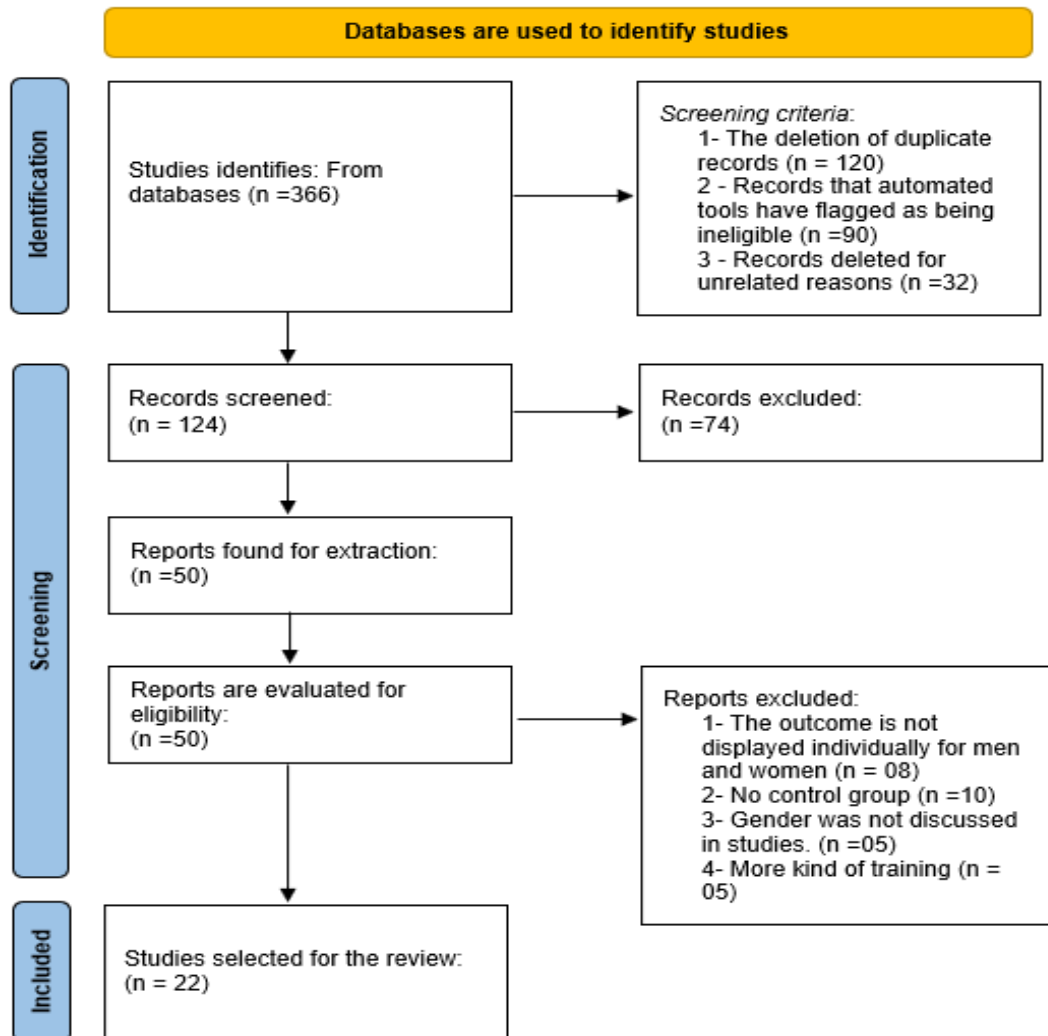 Databases are used to identify studies
Identification
Studies identifies: From
databases (n =366)
Screening criteria:
1- The deletion of duplicate
records (n = 120)
2 - Records that automated
tools have flagged as being
ineligible (n =90)
3 - Records deleted for
unrelated reasons (n =32)
Screening
Records screened:
(n = 124)
Records excluded:
(n =74)
Reports found for extraction:
(n =50)
Reports are evaluated for
eligibility:
(n =50)
Reports excluded:
1- The outcome is not
displayed individually for men
and women (n = 08)
2- No control group (n =10)
3- Gender was not discussed
in studies. (n =05)
4- More kind of training (n =
05)
Included
Studies selected for the review:
(n = 22)